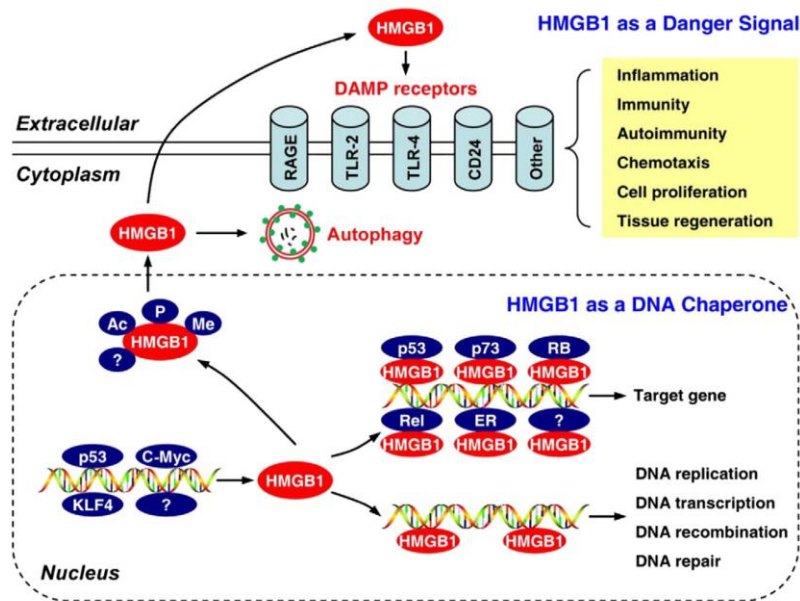 HMGB1 as a Danger Signal
HMGB1
DAMP receptors
Extracellular
Cytoplasm
RAGE
TLR-2
TLR-4
CD24
Other
Inflammation
Immunity
Autoimmunity
Chemotaxis
Cell proliferation
Tissue regeneration
HMGB1
Autophagy
HMGB1 as a DNA Chaperone
Ac
P
Me
HMGB1
?
p53
p73
RB
HMGB1
HMGB1
HMGB1
Target gene
Rel
ER
?
HMGB1
HMGB1
HMGB1
p53
C-Myc
KLF4
?
HMGB1
HMGB1
HMGB1
DNA replication
DNA transcription
DNA recombination
DNA repair
Nucleus